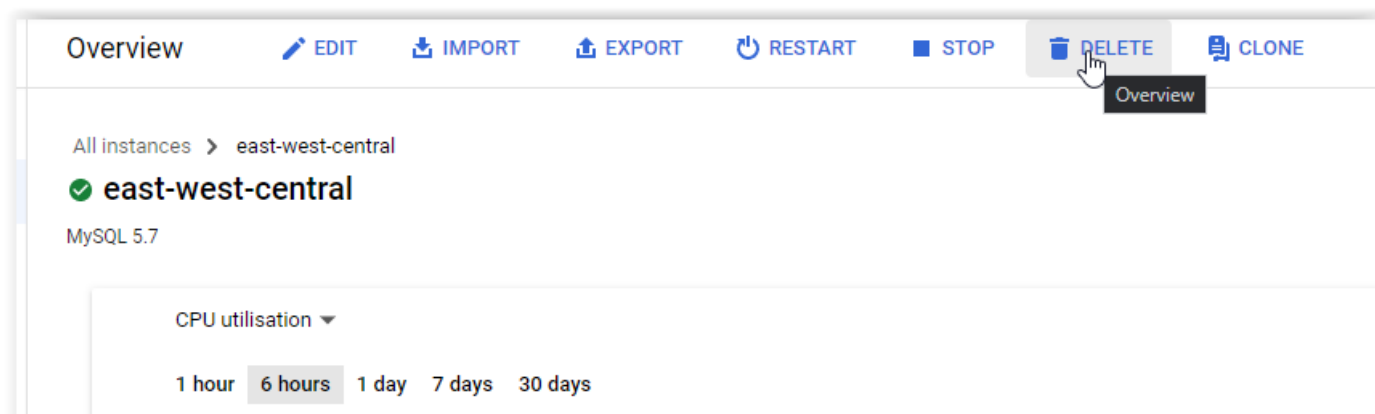 Overview EDIT IMPORT EXPORT RESTART STOP DELETE CLONE
Overview
All instances > east-west-central
east-west-central
MySQL 5.7
CPU utilisation
1 hour 6 hours 1 day 7 days 30 days